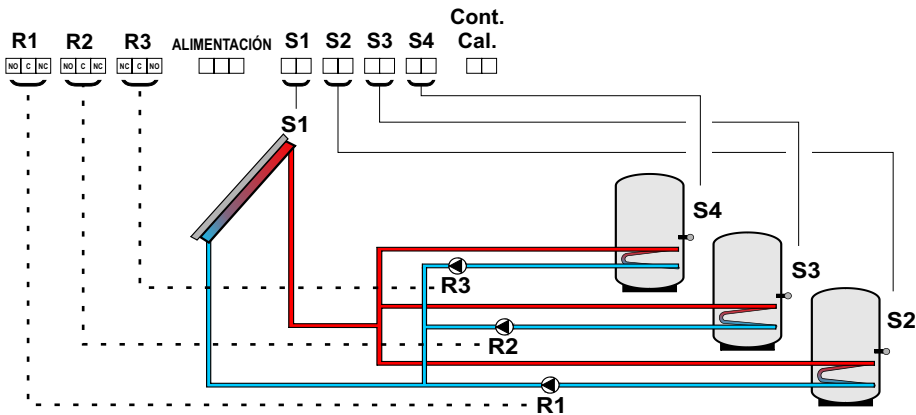 Cont.
R1 R2 R3 ALIMENTACIÓN S1 S2 S3 S4 Cal.
NO C NC NO C NC NC C NO
S1
S4
S3
R3
S2
R2
R1